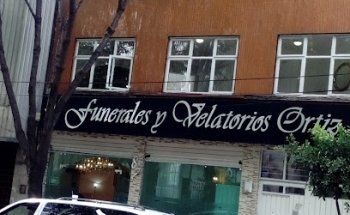 Funerales y Velatorios Ortiz